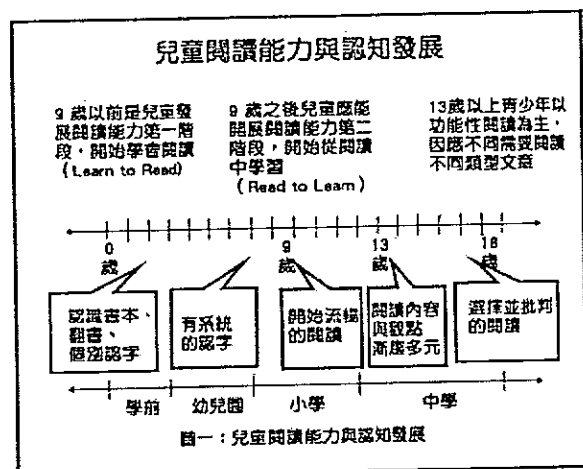 兒童閱讀能力與認知發展
9 歲以前是兒童發
展閱讀能力第一階
段，開始學習閱讀
(Learn to Read)
9 歲之後兒童應能
開展閱讀能力第二
階段，開始從閱讀
中學習
( Read to Learn )
13歲以上青少年以
功能性閱讀為主，
因應不同需要閱讀
不同類型文章
0
歲
9
歲
13
歲
18
歲
認識書本、
翻書、
個別認字
有系統
的認字
開始流暢
的閱讀
閱讀內容
與觀點
漸趨多元
選擇並批判
的閱讀
學前
幼兒園
小學
中學
圖一：兒童閱讀能力與認知發展